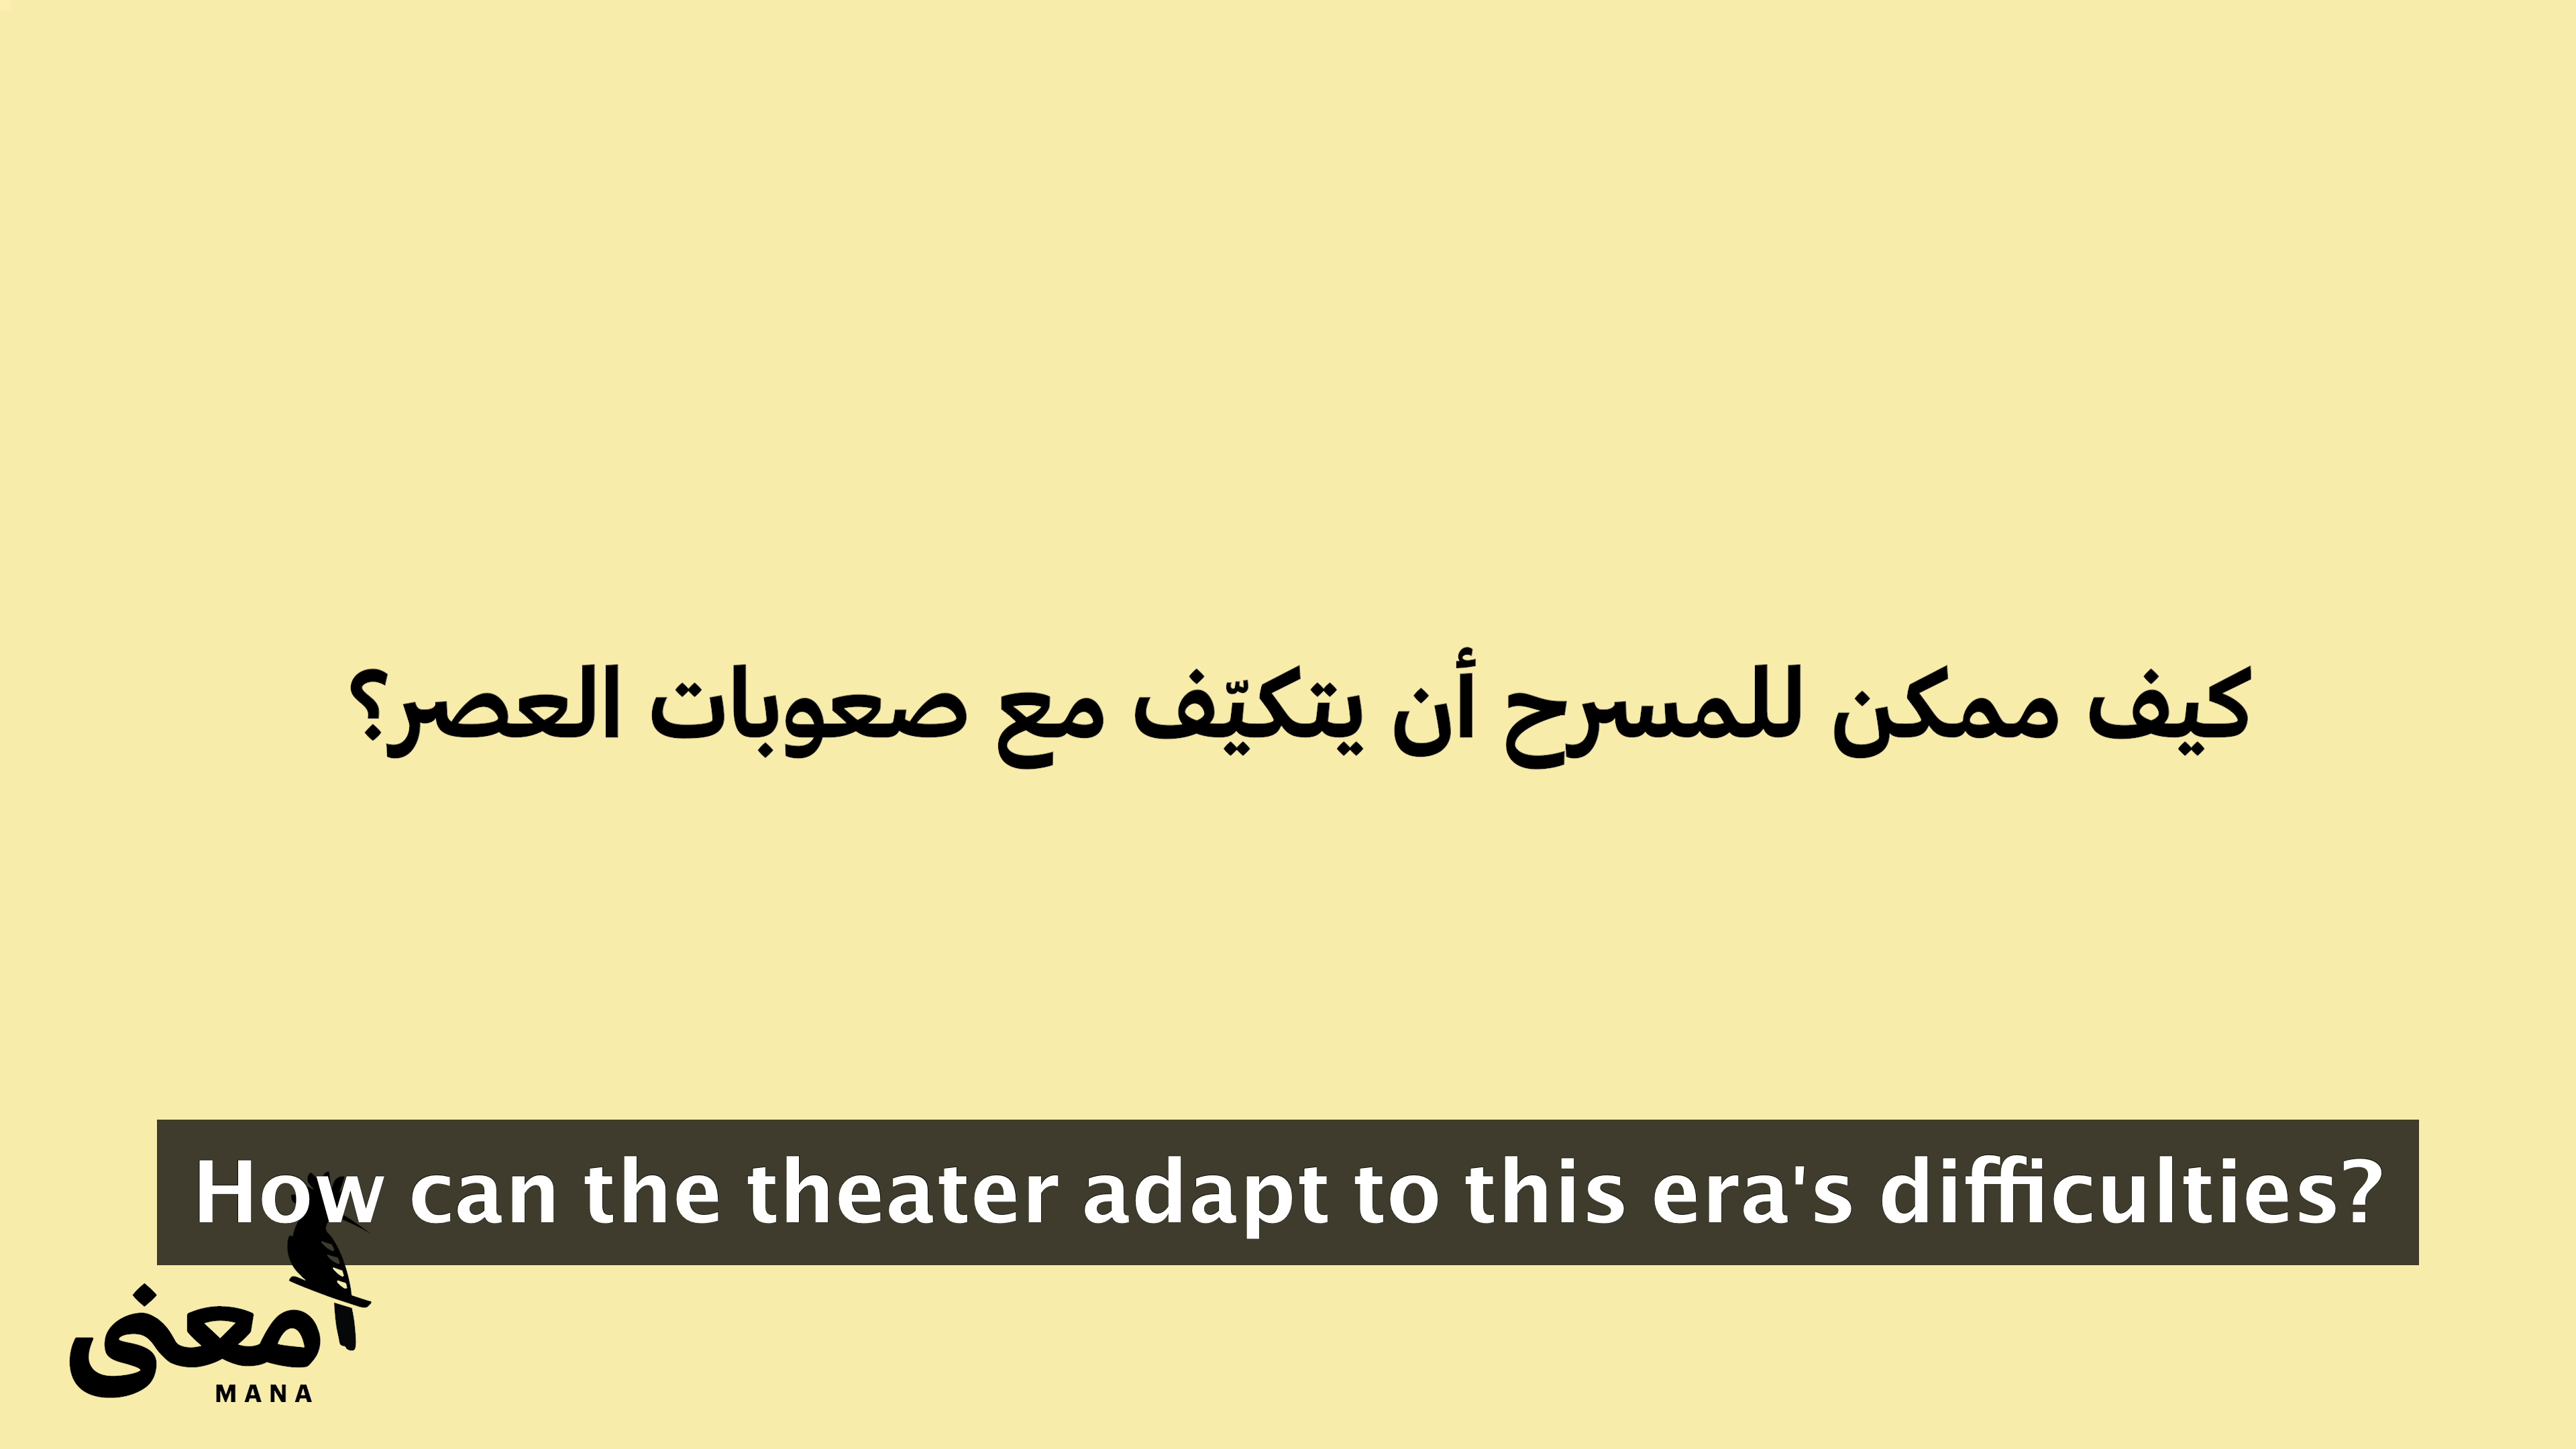 كيف ممكن للمسرح أن يتكيّف مع صعوبات العصر؟
How can the theater adapt to this era's difficulties?
معنى
MANA